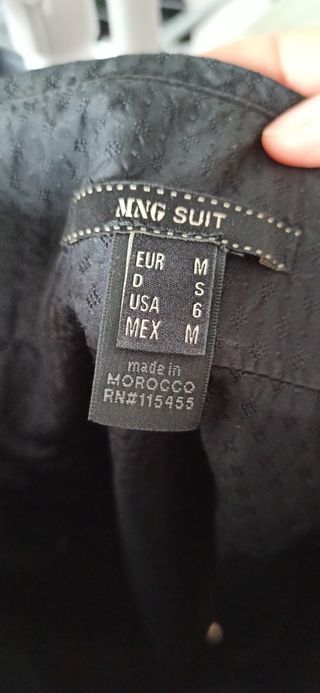 MNG SUIT
EUR M
D S
USA 6
MEX M
made in
MOROCCO
RN#115455